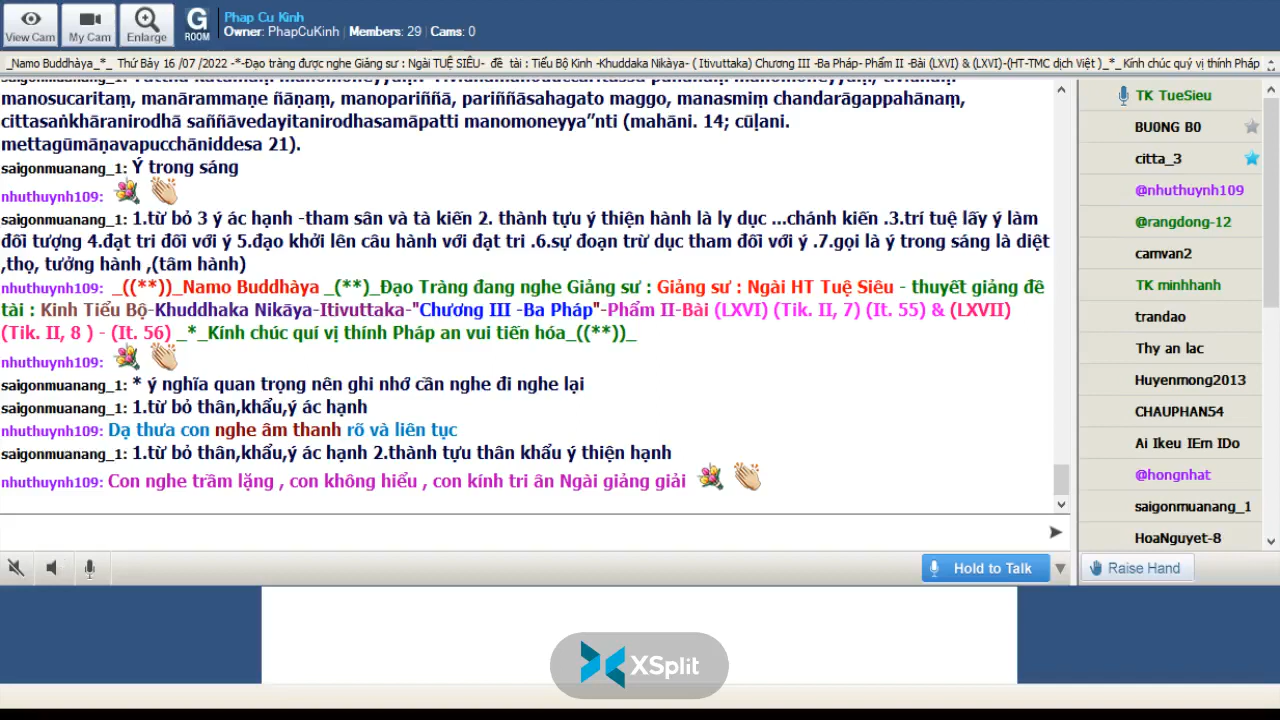 View Cam
My Cam
Enlarge
G
ROOM
Phap Cu Kinh
Owner: PhapCuKinh | Members: 29 | Cams: 0
_Namo Buddhàya_*_ Thứ Bảy 16 /07 /2022 -*-Đạo tràng được nghe Giảng sư : Ngài TUỆ SIÊU- đề tài : Tiểu Bộ Kinh -Khuddaka Nikàya- ( Itivuttaka) Chương III -Ba Pháp- Phẩm II -Bài (LXVI) & (LXVI)-(HT-TMC dịch Việt )_*_ Kính chúc quý vị thính Pháp
manosucaritaṃ, manārammaṇe ñāṇaṃ, manopariññā, pariññāsahagato maggo, manasmiṃ chandarāgappahānaṃ,
cittasaṅkhāranirodhā saññāvedayitanirodhasamāpatti manomoneyya”nti (mahāni. 14; cūḷani.
mettagūmāṇavapucchāniddesa 21).
saigonmuanang_1: Ý trong sáng
nhuthuynh109:
saigonmuanang_1: 1.từ bỏ 3 ý ác hạnh -tham sân và tà kiến 2. thành tựu ý thiện hành là ly dục ...chánh kiến .3.trí tuệ lấy ý làm
đối tượng 4.đạt tri đối với ý 5.đạo khởi lên câu hành với đạt tri .6.sự đoạn trừ dục tham đối với ý .7.gọi là ý trong sáng là diệt
,thọ, tưởng hành ,(tâm hành)
nhuthuynh109: _((**))_Namo Buddhàya _(**)_Đạo Tràng đang nghe Giảng sư : Giảng sư : Ngài HT Tuệ Siêu - thuyết giảng đề
tài : Kinh Tiểu Bộ-Khuddhaka Nikāya-Itivuttaka-"Chương III -Ba Pháp"-Phẩm II-Bài (LXVI) (Tik. II, 7) (It. 55) & (LXVII)
(Tik. II, 8 ) - (It. 56) _*_Kính chúc quí vị thính Pháp an vui tiến hóa_((**))_
nhuthuynh109:
saigonmuanang_1: * ý nghĩa quan trọng nên ghi nhớ cần nghe đi nghe lại
saigonmuanang_1: 1.từ bỏ thân,khẩu,ý ác hạnh
nhuthuynh109: Dạ thưa con nghe âm thanh rõ và liên tục
saigonmuanang_1: 1.từ bỏ thân,khẩu,ý ác hạnh 2.thành tựu thân khẩu ý thiện hạnh
nhuthuynh109: Con nghe trầm lặng , con không hiểu , con kính tri ân Ngài giảng giải
TK TueSieu
BU0NG B0
citta_3
@nhuthuynh109
@rangdong-12
camvan2
TK minhhanh
trandao
Thy an lac
Huyenmong2013
CHAUPHAN54
Ai Ikeu IEm IDo
@hongnhat
saigonmuanang_1
HoaNguyet-8
Hold to Talk
Raise Hand
XSplit